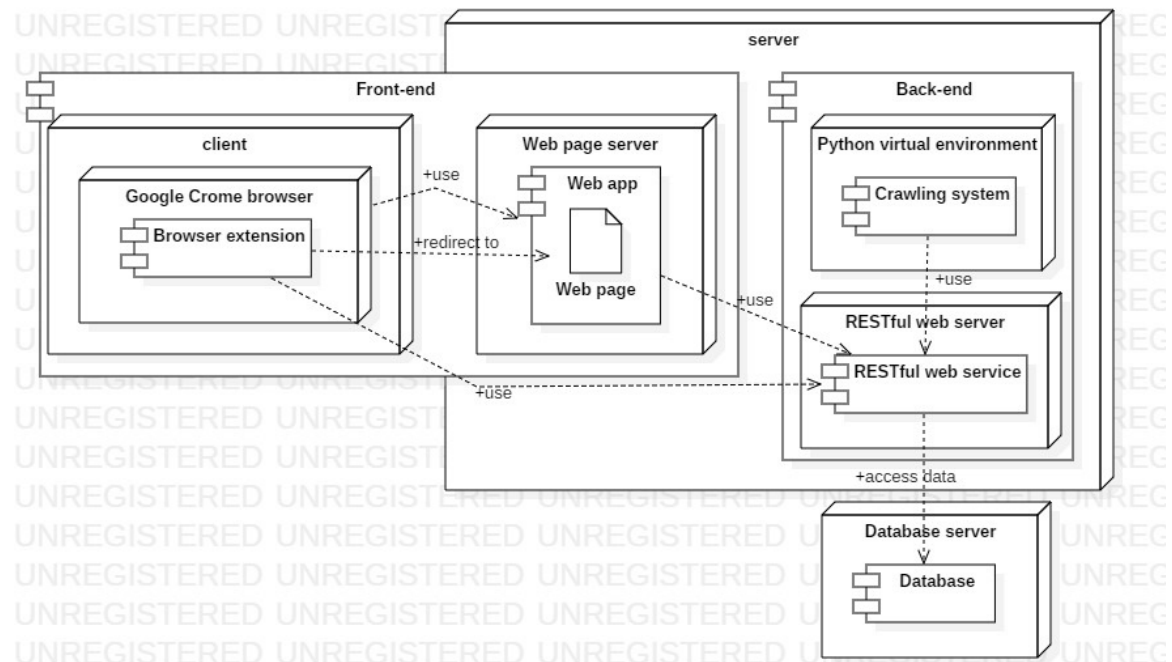 server
Front-end
Back-end
client
Web page server
Python virtual environment
Google Crome browser
+use
Web app
Crawling system
Browser extension
+redirect to
Web page
+use
+use
RESTful web server
RESTful web service
+use
+access data
Database server
Database
UNREGISTERED UNREGISTERED UNREGISTERED UNREGISTERED UNREG